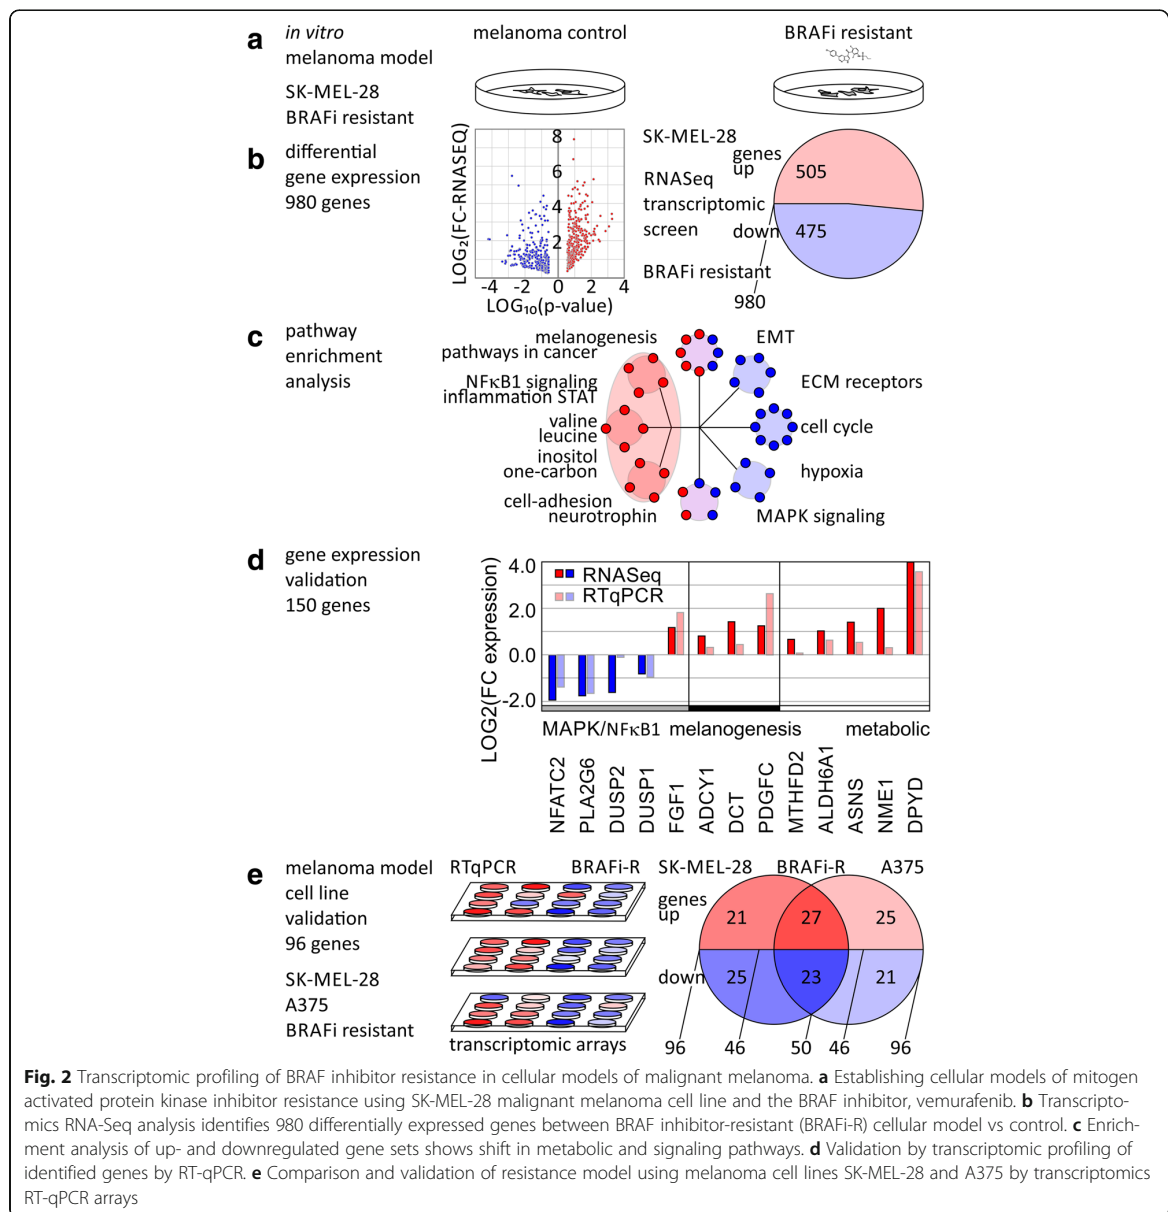 a
in vitro
melanoma model
SK-MEL-28
BRAFi resistant
melanoma control
BRAFi resistant
b
differential
gene expression
980 genes
LOG₂(FC-RNASEQ)
8
6
4
2
-4 -2 0 2 4
LOG₁₀(p-value)
SK-MEL-28
genes
up
RNASeq
transcriptomic
screen
down
BRAFi resistant
505
475
980
c
pathway
enrichment
analysis
melanogenesis
pathways in cancer
NFκB1 signaling
inflammation STAT
valine
leucine
inositol
one-carbon
cell-adhesion
neurotrophin
EMT
ECM receptors
cell cycle
hypoxia
MAPK signaling
d
gene expression
validation
150 genes
LOG2(FC expression)
4.0
2.0
0.0
-2.0
RNASeq
RTqPCR
MAPK/NFκB1 melanogenesis metabolic
NFATC2
PLA2G6
DUSP2
DUSP1
FGF1
ADCY1
DCT
PDGFC
MTHFD2
ALDH6A1
ASNS
NME1
DPYD
e
melanoma model
cell line
validation
96 genes
SK-MEL-28
A375
BRAFi resistant
RTqPCR BRAFi-R
transcriptomic arrays
SK-MEL-28 BRAFi-R A375
genes
up
21 27 25
down
25 23 21
96 46 50 46 96
Fig. 2 Transcriptomic profiling of BRAF inhibitor resistance in cellular models of malignant melanoma. a Establishing cellular models of mitogen
activated protein kinase inhibitor resistance using SK-MEL-28 malignant melanoma cell line and the BRAF inhibitor, vemurafenib. b Transcripto-
mics RNA-Seq analysis identifies 980 differentially expressed genes between BRAF inhibitor-resistant (BRAFi-R) cellular model vs control. c Enrich-
ment analysis of up- and downregulated gene sets shows shift in metabolic and signaling pathways. d Validation by transcriptomic profiling of
identified genes by RT-qPCR. e Comparison and validation of resistance model using melanoma cell lines SK-MEL-28 and A375 by transcriptomics
RT-qPCR arrays